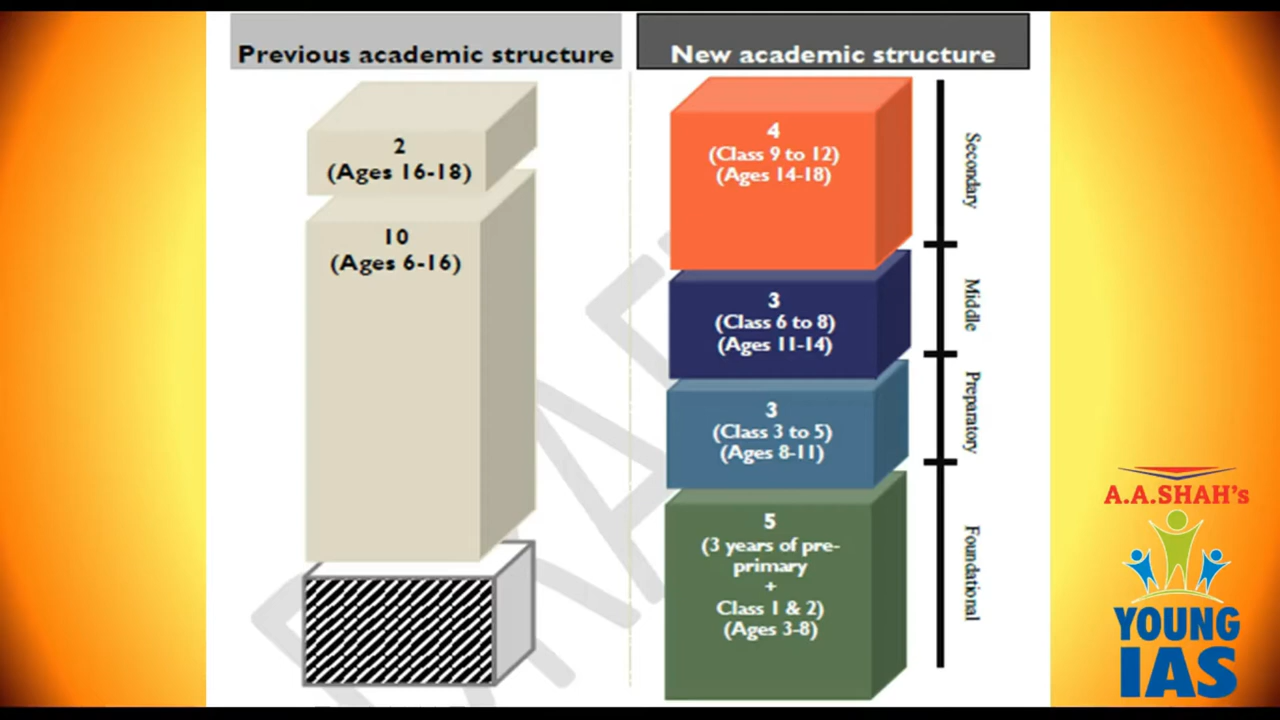 Previous academic structure
2
(Ages 16-18)
10
(Ages 6-16)
New academic structure
4
(Class 9 to 12)
(Ages 14-18)
3
(Class 6 to 8)
(Ages 11-14)
3
(Class 3 to 5)
(Ages 8-11)
5
(3 years of pre-
primary
+
Class 1 & 2)
(Ages 3-8)
Secondary
Middle
Preparatory
Foundational
A.A.SHAH's
YOUNG
IAS